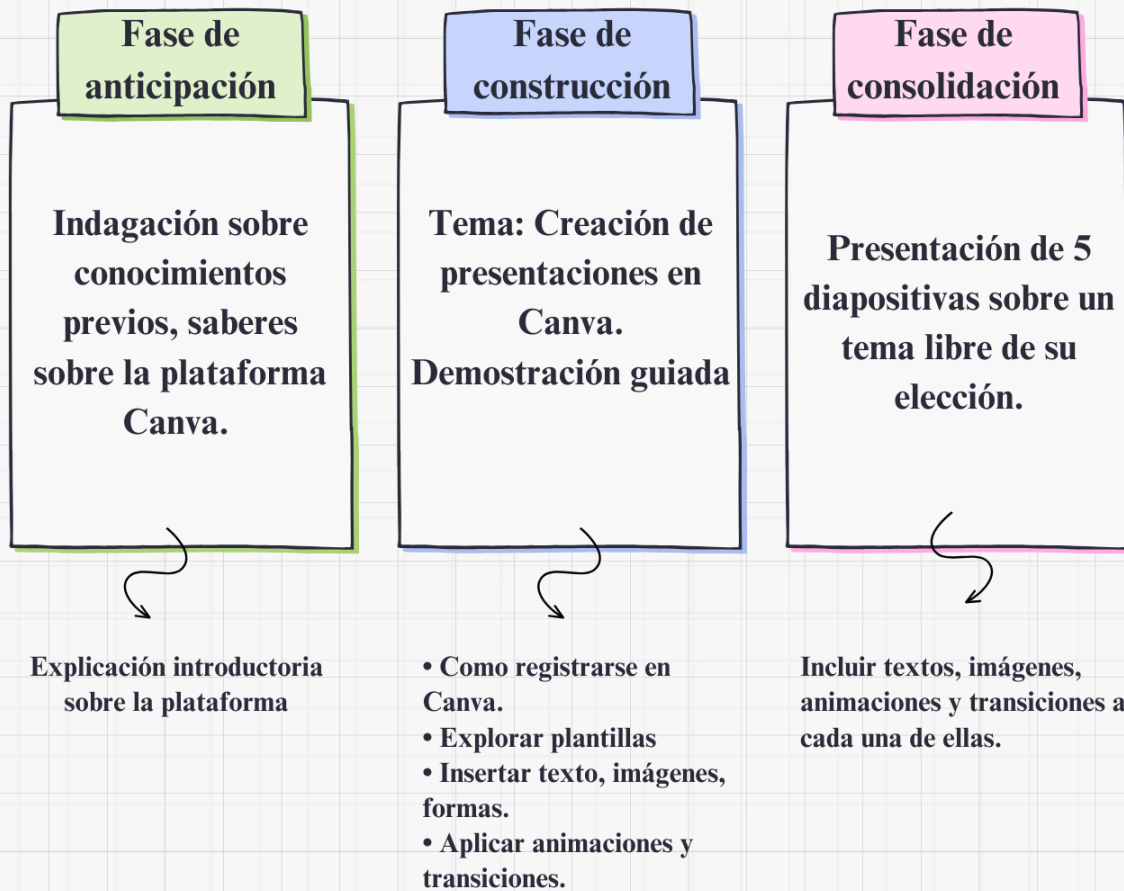 Fase de
anticipación
Indagación sobre
conocimientos
previos, saberes
sobre la plataforma
Canva.
Explicación introductoria
sobre la plataforma
Fase de
construcción
Tema: Creación de
presentaciones en
Canva.
Demostración guiada
• Como registrarse en
Canva.
• Explorar plantillas
• Insertar texto, imágenes,
formas.
• Aplicar animaciones y
transiciones.
Fase de
consolidación
Presentación de 5
diapositivas sobre un
tema libre de su
elección.
Incluir textos, imágenes,
animaciones y transiciones a
cada una de ellas.